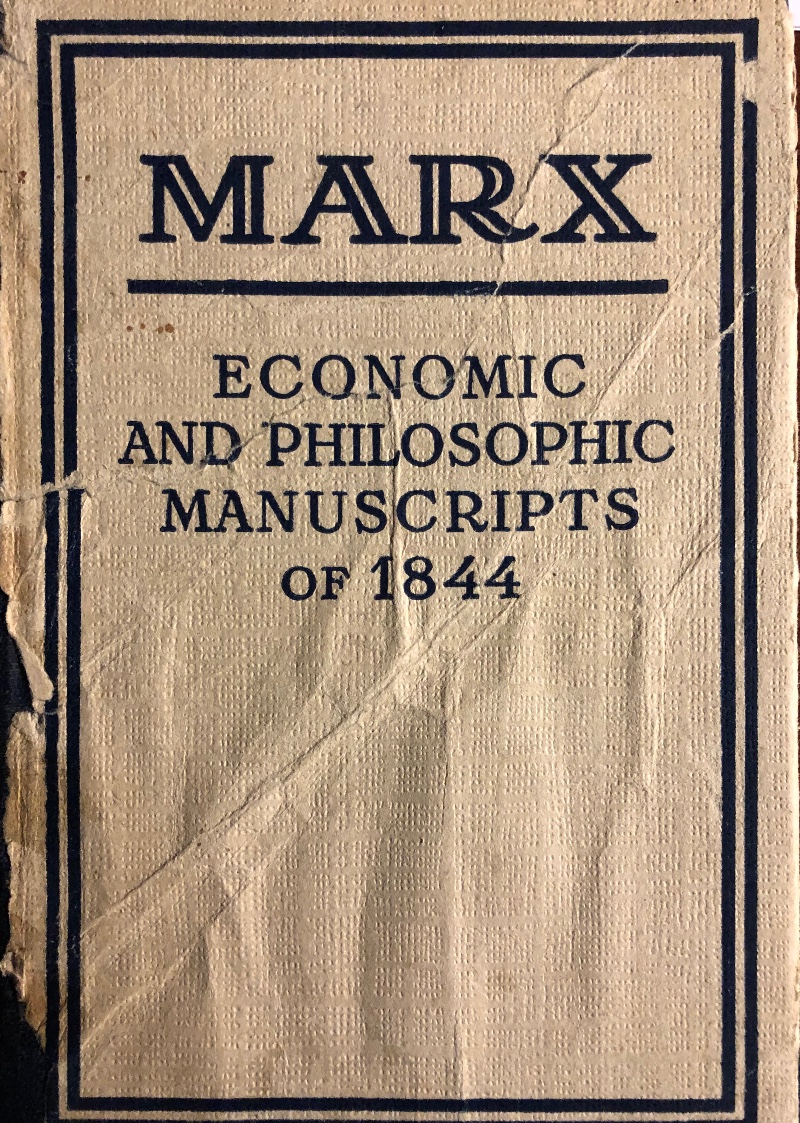 MARX
ECONOMIC
AND PHILOSOPHIC
MANUSCRIPTS
OF 1844